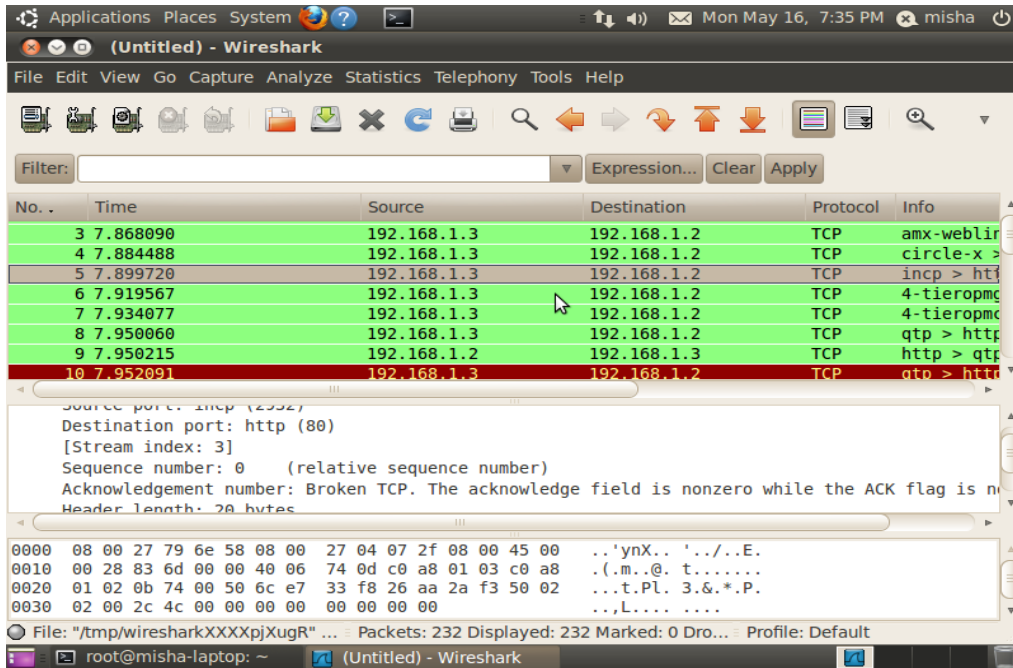 Applications Places System Mon May 16, 7:35 PM misha
(Untitled) - Wireshark
File Edit View Go Capture Analyze Statistics Telephony Tools Help
Filter: Expression... Clear Apply
No. . Time Source Destination Protocol Info
3 7.868090 192.168.1.3 192.168.1.2 TCP amx-weblin
4 7.884488 192.168.1.3 192.168.1.2 TCP circle-x >
5 7.899720 192.168.1.3 192.168.1.2 TCP incp > htt
6 7.919567 192.168.1.3 192.168.1.2 TCP 4-tieropmg
7 7.934077 192.168.1.3 192.168.1.2 TCP 4-tieropmc
8 7.950060 192.168.1.3 192.168.1.2 TCP qtp > http
9 7.950215 192.168.1.2 192.168.1.3 TCP http > qtp
10 7.952091 192.168.1.3 192.168.1.2 TCP qtp > http
Source port: incp (2932)
Destination port: http (80)
[Stream index: 3]
Sequence number: 0 (relative sequence number)
Acknowledgement number: Broken TCP. The acknowledge field is nonzero while the ACK flag is n
Header length: 20 bytes
0000 08 00 27 79 6e 58 08 00 27 04 07 2f 08 00 45 00 ..'ynX.. '../..E.
0010 00 28 83 6d 00 00 40 06 74 0d c0 a8 01 03 c0 a8 .(.m..@. t.......
0020 01 02 0b 74 00 50 6c e7 33 f8 26 aa 2a f3 50 02 ...t.Pl. 3.&.*.P.
0030 02 00 2c 4c 00 00 00 00 00 00 00 00 ..,L.... ....
File: "/tmp/wiresharkXXXXpjXugR" ... Packets: 232 Displayed: 232 Marked: 0 Dro... Profile: Default
root@misha-laptop: ~ (Untitled) - Wireshark